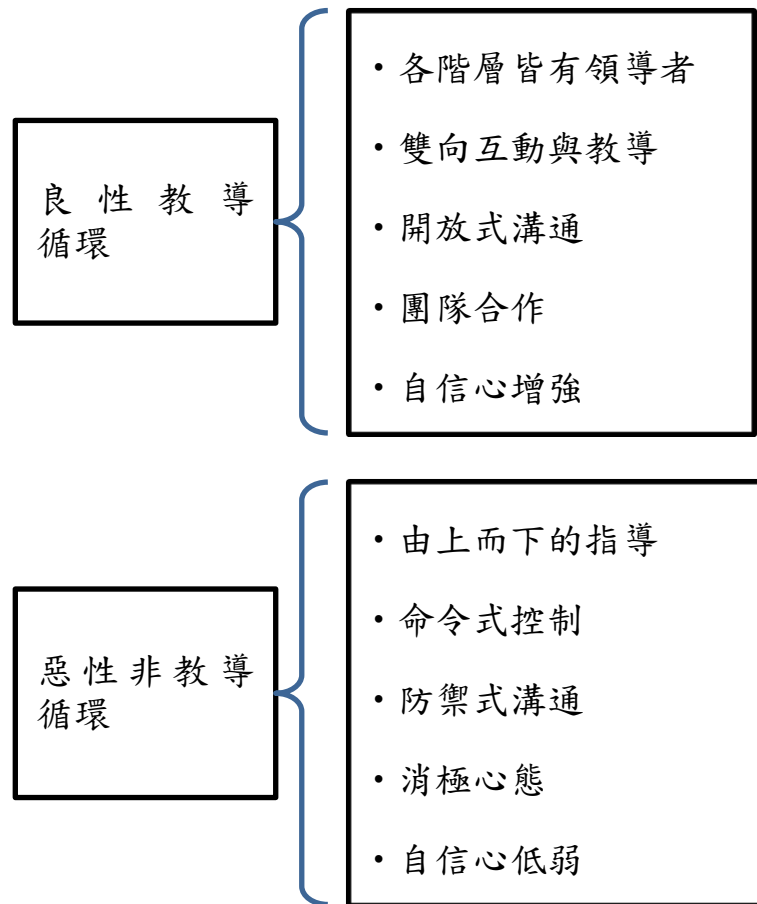 良性教導
循環
・各階層皆有領導者
・雙向互動與教導
・開放式溝通
・團隊合作
・自信心增強
惡性非教導
循環
・由上而下的指導
・命令式控制
・防禦式溝通
・消極心態
・自信心低弱